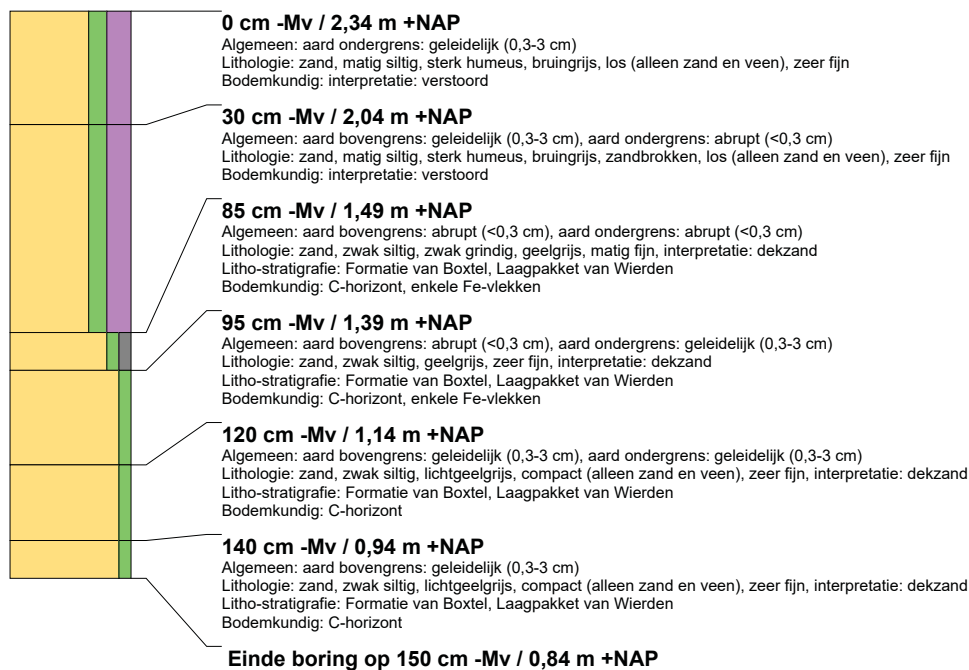 0 cm -Mv / 2,34 m +NAP
Algemeen: aard ondergrens: geleidelijk (0,3-3 cm)
Lithologie: zand, matig siltig, sterk humeus, bruingrijs, los (alleen zand en veen), zeer fijn
Bodemkundig: interpretatie: verstoord
30 cm -Mv / 2,04 m +NAP
Algemeen: aard bovengrens: geleidelijk (0,3-3 cm), aard ondergrens: abrupt (<0,3 cm)
Lithologie: zand, matig siltig, sterk humeus, bruingrijs, zandbrokken, los (alleen zand en veen), zeer fijn
Bodemkundig: interpretatie: verstoord
85 cm -Mv / 1,49 m +NAP
Algemeen: aard bovengrens: abrupt (<0,3 cm), aard ondergrens: abrupt (<0,3 cm)
Lithologie: zand, zwak siltig, zwak grindig, geelgrijs, matig fijn, interpretatie: dekzand
Litho-stratigrafie: Formatie van Boxtel, Laagpakket van Wierden
Bodemkundig: C-horizont, enkele Fe-vlekken
95 cm -Mv / 1,39 m +NAP
Algemeen: aard bovengrens: abrupt (<0,3 cm), aard ondergrens: geleidelijk (0,3-3 cm)
Lithologie: zand, zwak siltig, geelgrijs, zeer fijn, interpretatie: dekzand
Litho-stratigrafie: Formatie van Boxtel, Laagpakket van Wierden
Bodemkundig: C-horizont, enkele Fe-vlekken
120 cm -Mv / 1,14 m +NAP
Algemeen: aard bovengrens: geleidelijk (0,3-3 cm), aard ondergrens: geleidelijk (0,3-3 cm)
Lithologie: zand, zwak siltig, lichtgeelgrijs, compact (alleen zand en veen), zeer fijn, interpretatie: dekzand
Litho-stratigrafie: Formatie van Boxtel, Laagpakket van Wierden
Bodemkundig: C-horizont
140 cm -Mv / 0,94 m +NAP
Algemeen: aard bovengrens: geleidelijk (0,3-3 cm)
Lithologie: zand, zwak siltig, lichtgeelgrijs, compact (alleen zand en veen), zeer fijn, interpretatie: dekzand
Litho-stratigrafie: Formatie van Boxtel, Laagpakket van Wierden
Bodemkundig: C-horizont
Einde boring op 150 cm -Mv / 0,84 m +NAP